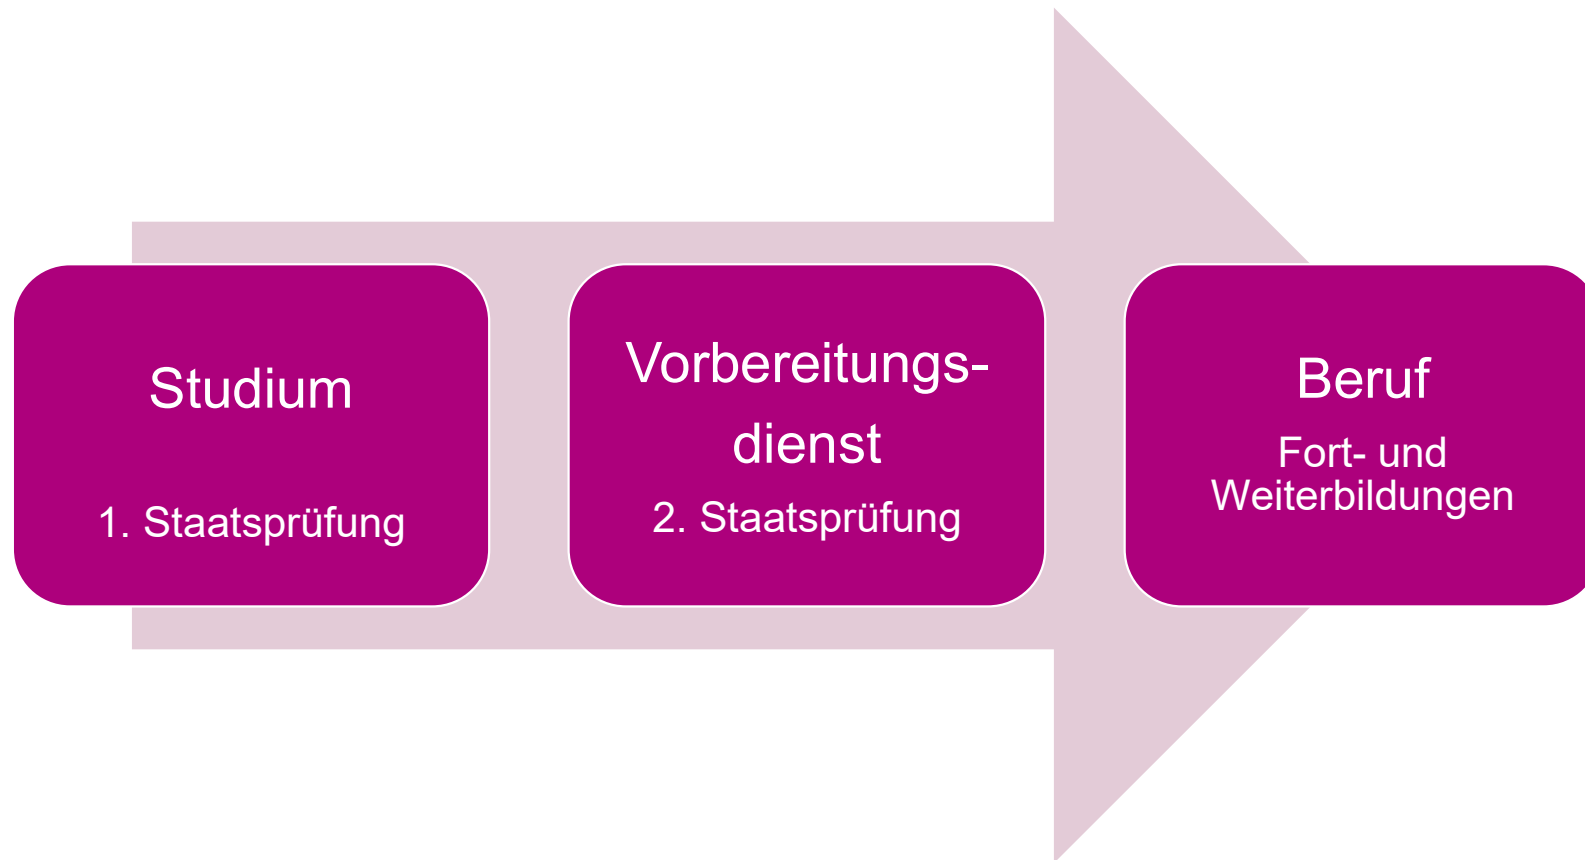 Studium
1. Staatsprüfung
Vorbereitungs-
dienst
2. Staatsprüfung
Beruf
Fort- und
Weiterbildungen